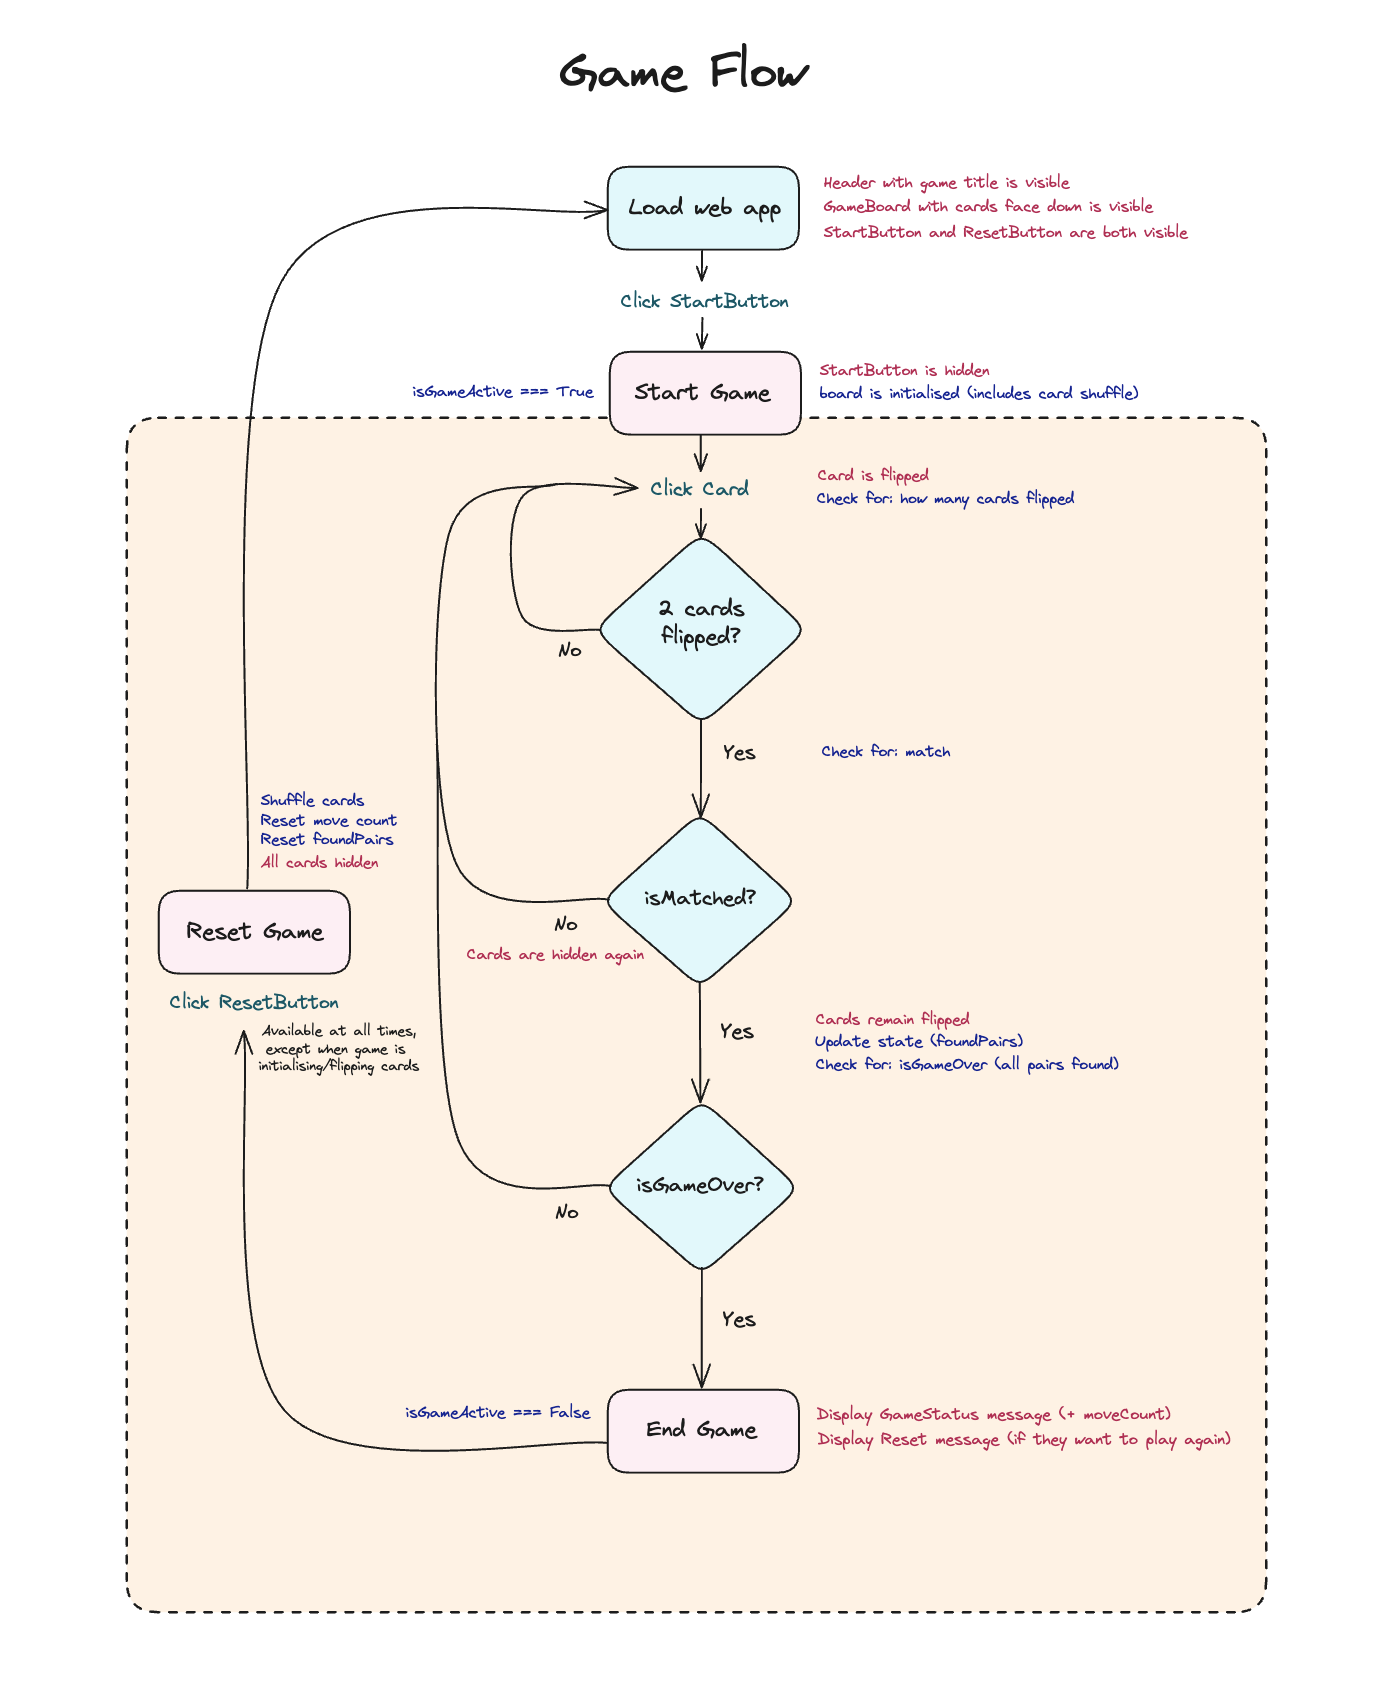 Game Flow
Load web app
Header with game title is visible
GameBoard with cards face down is visible
StartButton and ResetButton are both visible
Click StartButton
isGameActive === True
Start Game
StartButton is hidden
board is initialised (includes card shuffle)
Click Card
Card is flipped
Check for: how many cards flipped
2 cards
flipped?
No
Yes
Check for: match
Shuffle cards
Reset move count
Reset foundPairs
All cards hidden
Reset Game
Click ResetButton
Available at all times,
except when game is
initialising/flipping cards
isMatched?
No
Cards are hidden again
Yes
Cards remain flipped
Update state (foundPairs)
Check for: isGameOver (all pairs found)
isGameOver?
No
Yes
isGameActive === False
End Game
Display GameStatus message (+ moveCount)
Display Reset message (if they want to play again)